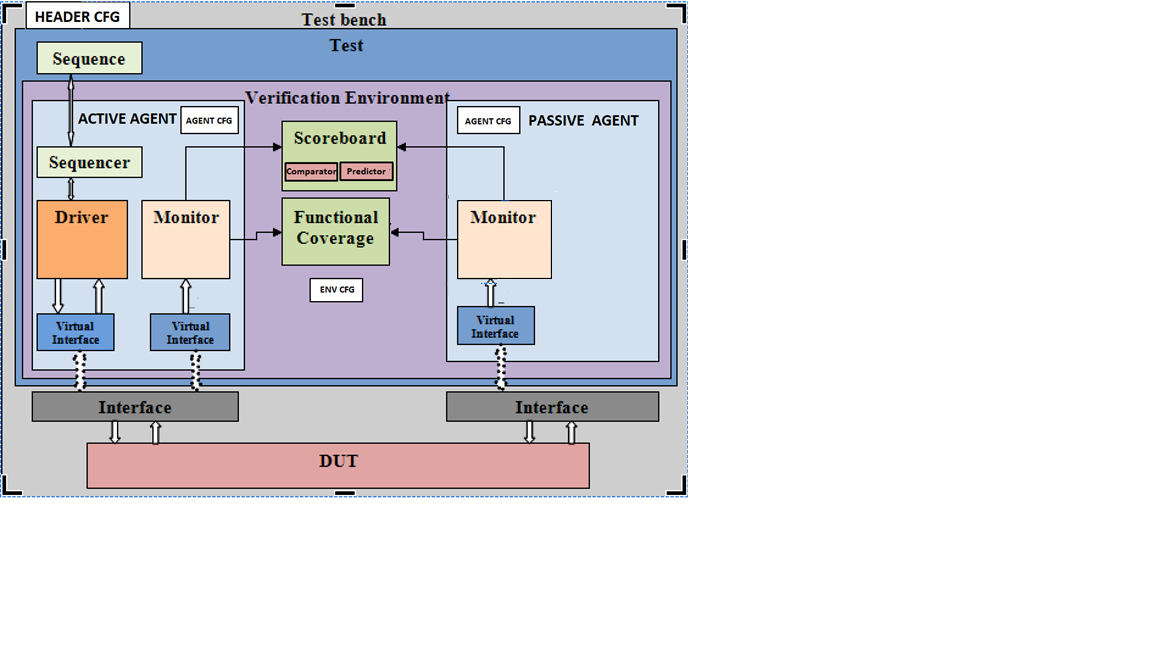 HEADER CFG
Test bench
Test
Sequence
Verification Environment
ACTIVE AGENT
AGENT CFG
AGENT CFG
PASSIVE AGENT
Scoreboard
Comparator
Predictor
Sequencer
Driver
Monitor
Functional
Coverage
Monitor
ENV CFG
Virtual
Interface
Virtual
Interface
Virtual
Interface
Interface
Interface
DUT